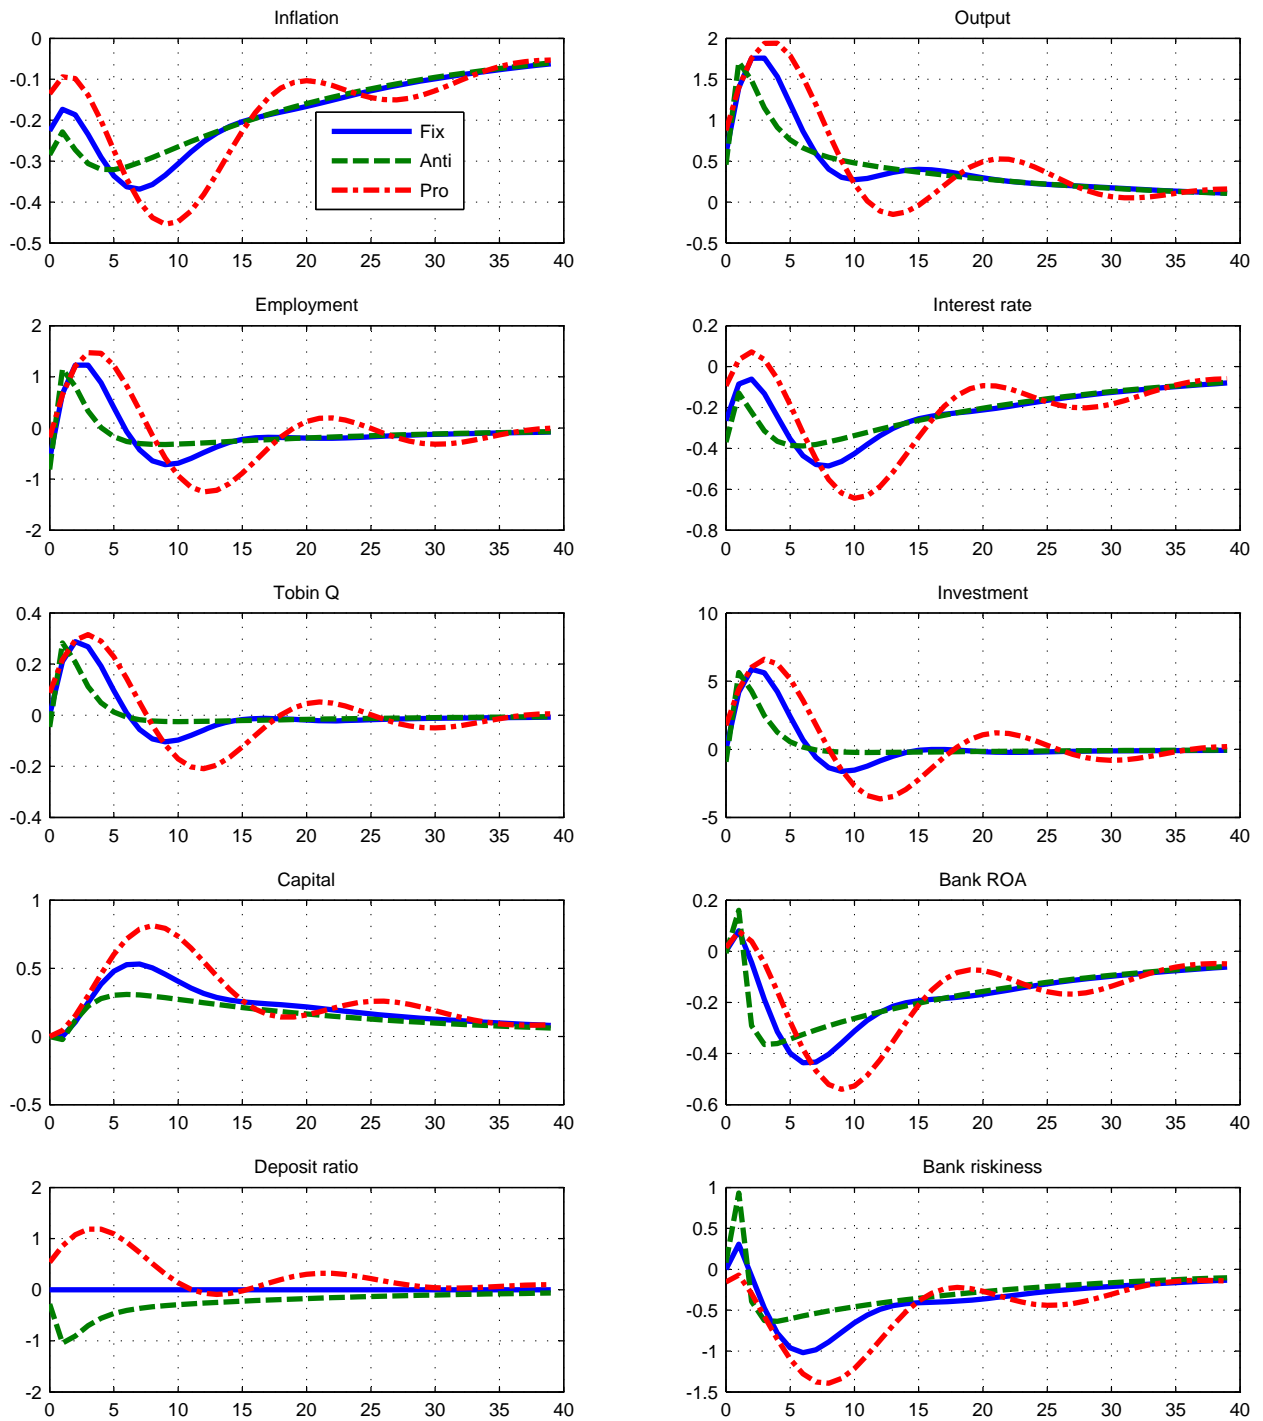 Inflation
0
-0.1
-0.2
-0.3
-0.4
-0.5
0 5 10 15 20 25 30 35 40
Fix
Anti
Pro
Output
2
1.5
1
0.5
0
-0.5
0 5 10 15 20 25 30 35 40
Employment
2
1
0
-1
-2
0 5 10 15 20 25 30 35 40
Interest rate
0.2
0
-0.2
-0.4
-0.6
-0.8
0 5 10 15 20 25 30 35 40
Tobin Q
0.4
0.2
0
-0.2
-0.4
0 5 10 15 20 25 30 35 40
Investment
10
5
0
-5
0 5 10 15 20 25 30 35 40
Capital
1
0.5
0
-0.5
0 5 10 15 20 25 30 35 40
Bank ROA
0.2
0
-0.2
-0.4
-0.6
0 5 10 15 20 25 30 35 40
Deposit ratio
2
1
0
-1
-2
0 5 10 15 20 25 30 35 40
Bank riskiness
1
0.5
0
-0.5
-1
-1.5
0 5 10 15 20 25 30 35 40